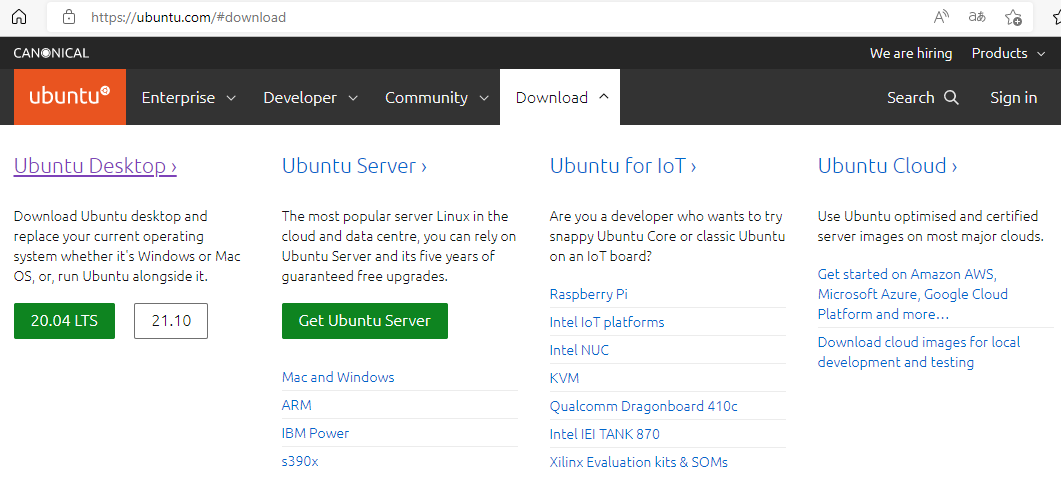 https://ubuntu.com/#download
CANONICAL
We are hiring
Products
ubuntu
Enterprise
Developer
Community
Download
Search
Sign in
Ubuntu Desktop ›
Download Ubuntu desktop and
replace your current operating
system whether it's Windows or Mac
OS, or, run Ubuntu alongside it.
20.04 LTS
21.10
Ubuntu Server ›
The most popular server Linux in the
cloud and data centre, you can rely on
Ubuntu Server and its five years of
guaranteed free upgrades.
Get Ubuntu Server
Mac and Windows
ARM
IBM Power
s390x
Ubuntu for IoT ›
Are you a developer who wants to try
snappy Ubuntu Core or classic Ubuntu
on an IoT board?
Raspberry Pi
Intel IoT platforms
Intel NUC
KVM
Qualcomm Dragonboard 410c
Intel IEI TANK 870
Xilinx Evaluation kits & SOMs
Ubuntu Cloud ›
Use Ubuntu optimised and certified
server images on most major clouds.
Get started on Amazon AWS,
Microsoft Azure, Google Cloud
Platform and more…
Download cloud images for local
development and testing